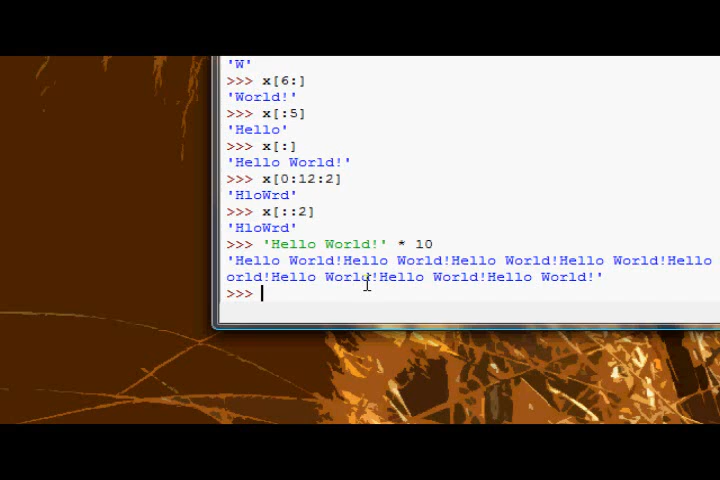 'W'
>>> x[6:]
'World!'
>>> x[:5]
'Hello'
>>> x[:]
'Hello World!'
>>> x[0:12:2]
'HloWrd'
>>> x[::2]
'HloWrd'
>>> 'Hello World!' * 10
'Hello World!Hello World!Hello World!Hello World!Hello
orld!Hello World!Hello World!Hello World!'
>>>